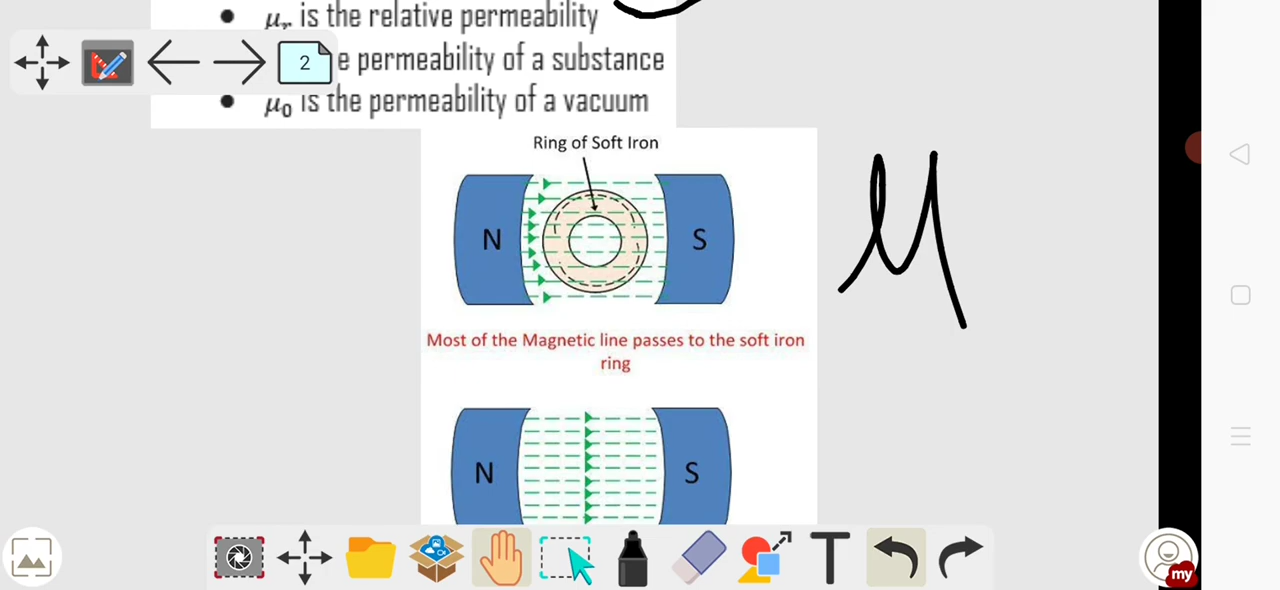 • μr is the relative permeability
e permeability of a substance
• μ0 is the permeability of a vacuum
2
Ring of Soft Iron
N
S
μ
Most of the Magnetic line passes to the soft iron
ring
N
S
T
my